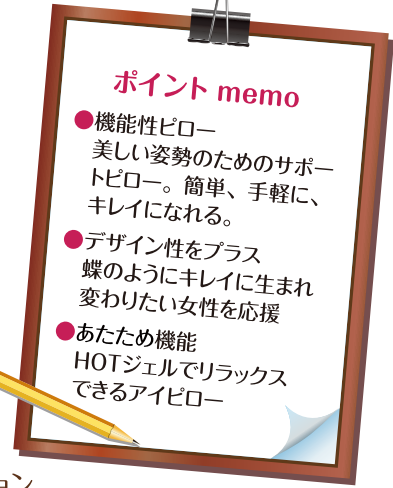 ポイント memo
●機能性ピロー
美しい姿勢のためのサポー
トピロー。簡単、手軽に、
キレイになれる。
●デザイン性をプラス
蝶のようにキレイに生まれ
変わりたい女性を応援
●あたため機能
HOTジェルでリラックス
できるアイピロー
ョン